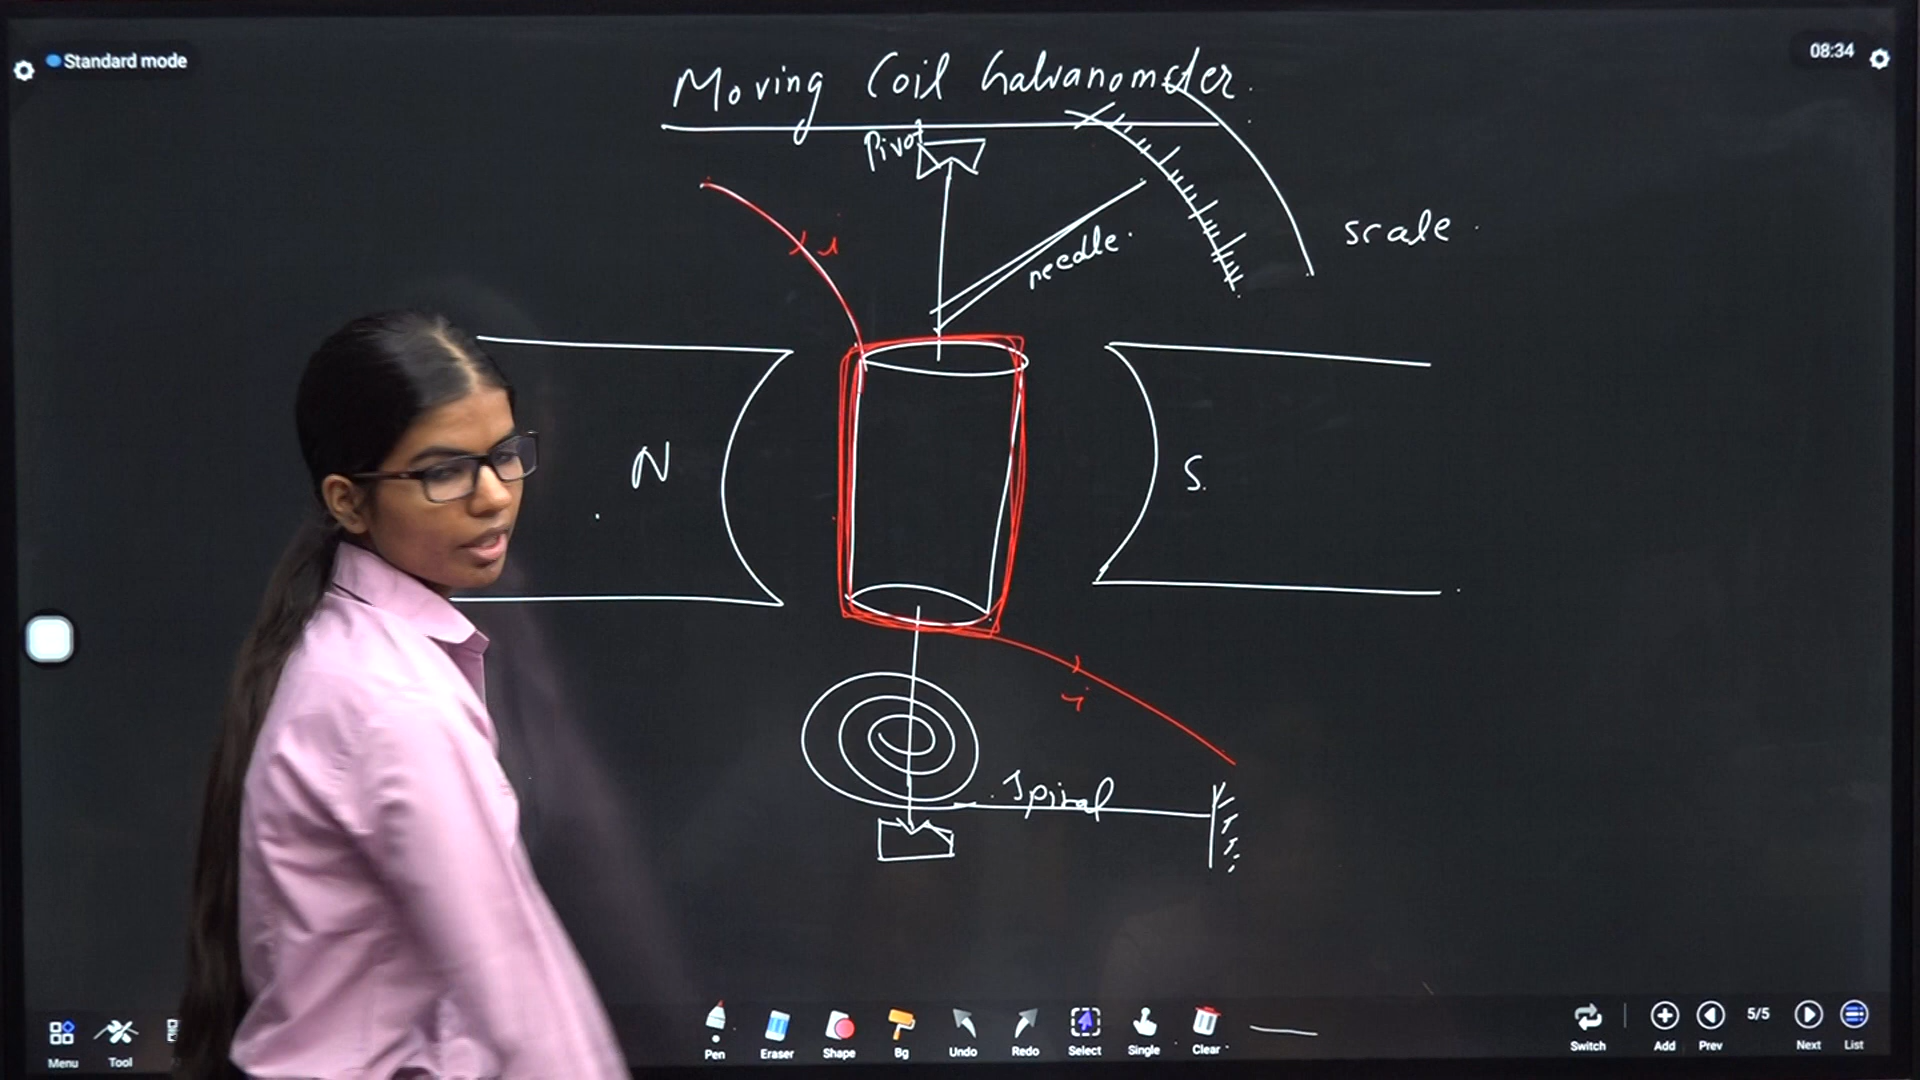 Standard mode
08:34
Moving Coil Galvanometer.
Pivot
i
needle.
scale
N
S.
i
Spiral
Menu
Tool
Pen
Eraser
Shape
Bg
Undo
Redo
Select
Single
Clear
Switch
Add
Prev
5/5
Next
List